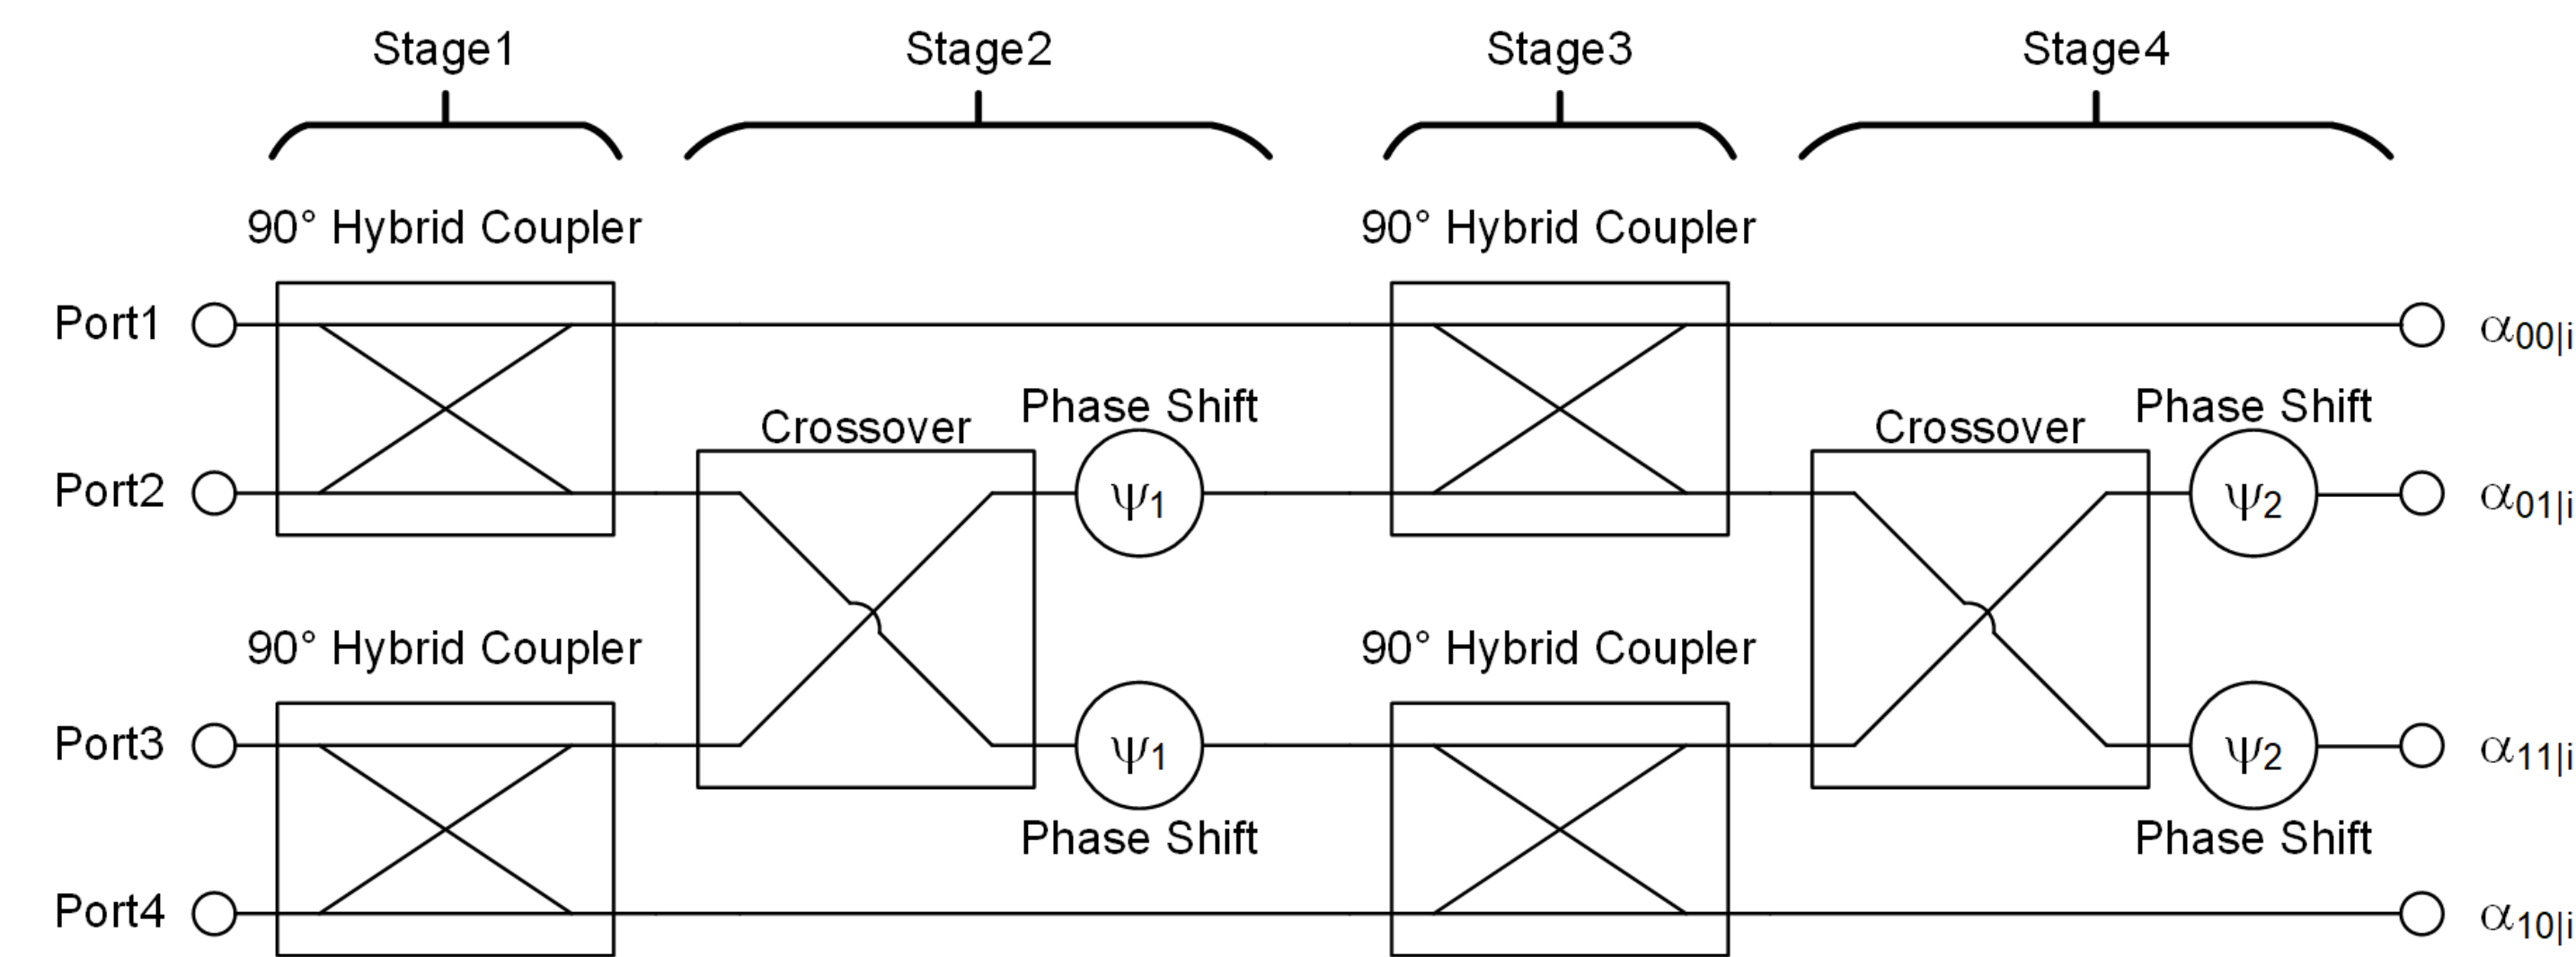 Stage1 Stage2 Stage3 Stage4
90° Hybrid Coupler 90° Hybrid Coupler
Port1 α00|i
Phase Shift Phase Shift
Crossover Crossover
Port2 ψ1 ψ2 α01|i
90° Hybrid Coupler 90° Hybrid Coupler
Port3 ψ1 ψ2 α11|i
Phase Shift Phase Shift
Port4 α10|i